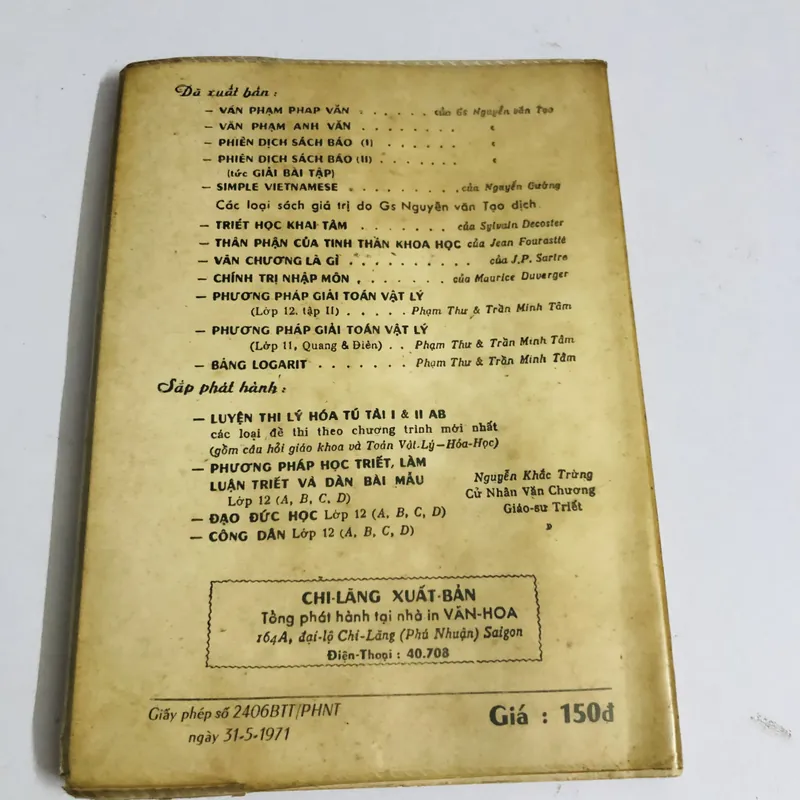 Đã xuất bản :
— VĂN PHẠM PHÁP VĂN . . . . . . của Gs Nguyễn văn Tạo
— VĂN PHẠM ANH VĂN . . . . . . . . «
— PHIÊN DỊCH SÁCH BÁO (I) . . . . . . «
— PHIÊN DỊCH SÁCH BÁO (II) . . . . . . «
(tức GIẢI BÀI TẬP)
— SIMPLE VIETNAMESE . . . . . . . . . của Nguyễn Cường
Các loại sách giá trị do Gs Nguyễn văn Tạo dịch
— TRIẾT HỌC KHAI TÂM . . . . . . . của Sylvain Decoster
— THÂN PHẬN CỦA TINH THẦN KHOA HỌC của Jean Fourastié
— VĂN CHƯƠNG LÀ GÌ . . . . . . . . . . của J.P. Sartre
— CHÍNH TRỊ NHẬP MÔN . . . . . . . của Maurice Duverger
— PHƯƠNG PHÁP GIẢI TOÁN VẬT LÝ
(Lớp 12, tập II) . . . . . Phạm Thư & Trần Minh Tâm
— PHƯƠNG PHÁP GIẢI TOÁN VẬT LÝ
(Lớp 11, Quang & Điện) . . Phạm Thư & Trần Minh Tâm
— BẢNG LOGARIT . . . . . . . Phạm Thư & Trần Minh Tâm
Sắp phát hành :
— LUYỆN THI LÝ HÓA TÚ TÀI I & II AB
các loại đề thi theo chương trình mới nhất
(gồm câu hỏi giáo khoa và Toán Vật-Lý—Hóa-Học)
— PHƯƠNG PHÁP HỌC TRIẾT, LÀM
LUẬN TRIẾT VÀ DÀN BÀI MẪU
Lớp 12 (A, B, C, D)
Nguyễn Khắc Trừng
Cử Nhân Văn Chương
Giáo-sư Triết
— ĐẠO ĐỨC HỌC Lớp 12 (A, B, C, D)
— CÔNG DÂN Lớp 12 (A, B, C, D) »
CHI-LĂNG XUẤT-BẢN
Tổng phát hành tại nhà in VĂN-HOA
164A, đại-lộ Chi-Lăng (Phú Nhuận) Saigon
Điện-Thoại : 40.708
Giấy phép số 2406BTT/PHNT
ngày 31-5-1971
Giá : 150đ